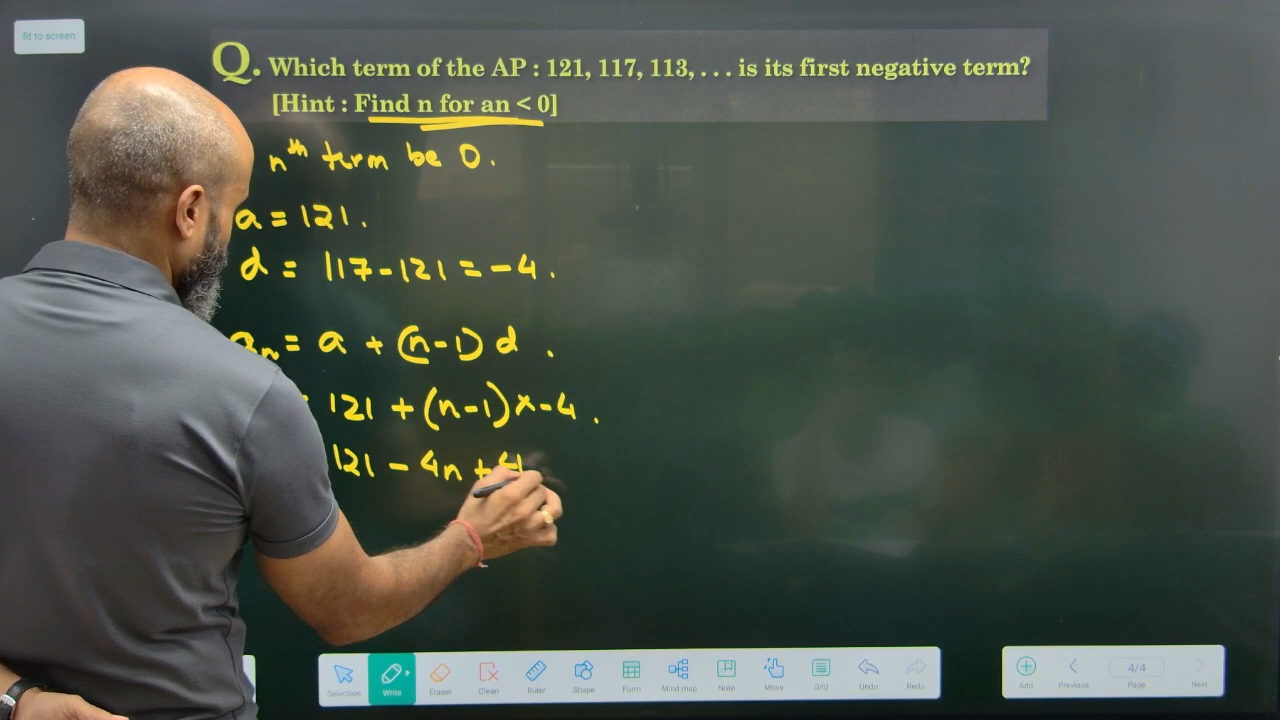 fit to screen
Q. Which term of the AP : 121, 117, 113, . . . is its first negative term?
[Hint : Find n for an < 0]
nth term be 0.
a = 121.
d = 117 - 121 = -4.
an = a + (n-1) d .
121 + (n-1) × -4 .
121 - 4n + 4
Selection
Write
Eraser
Clean
Ruler
Shape
Form
Mind map
Note
Move
Grid
Undo
Redo
Add
Previous
4/4
Page
Next